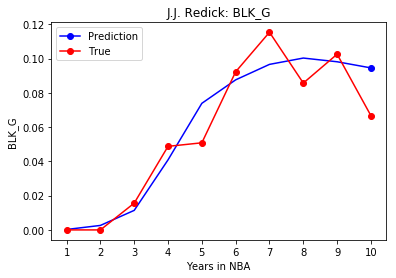 J.J. Redick: BLK_G
Prediction
True
0.12
0.10
0.08
0.06
0.04
0.02
0.00
BLK_G
1 2 3 4 5 6 7 8 9 10
Years in NBA